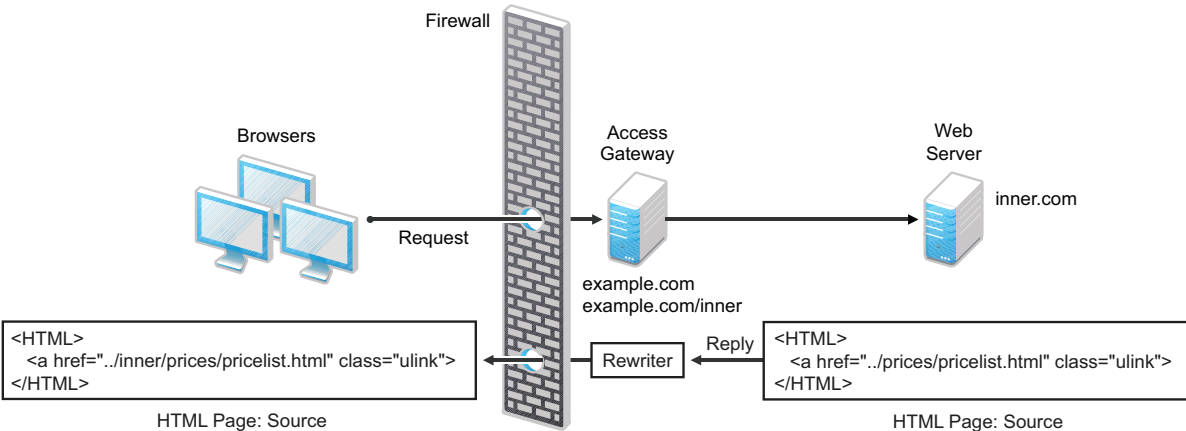 Firewall
Browsers
Access
Gateway
Web
Server
inner.com
Request
example.com
example.com/inner
<HTML>
<a href="../inner/prices/pricelist.html" class="ulink">
</HTML>
HTML Page: Source
Rewriter
Reply
<HTML>
<a href="../prices/pricelist.html" class="ulink">
</HTML>
HTML Page: Source